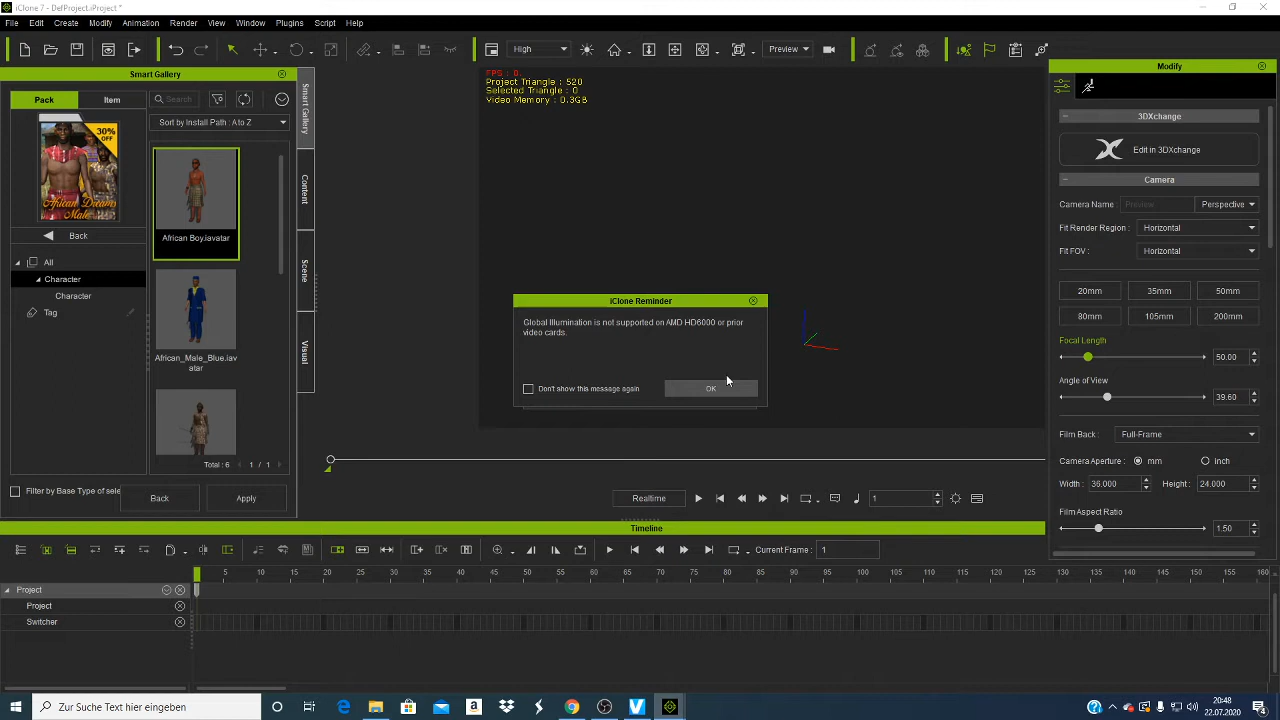 iClone 7 - DefProject.iProject *
File Edit Create Modify Animation Render View Window Plugins Script Help
High
Preview
Smart Gallery
Pack Item Search
Sort by Install Path : A to Z
30% OFF
African Dreams
Male
Back
All
Character
Character
Tag
African Boy.iavatar
African_Male_Blue.iav
atar
Total : 6 1 / 1
Filter by Base Type of sele
Back Apply
Smart Gallery
Content
Scene
Visual
FPS : 0.
Project Triangle : 520
Selected Triangle : 0
Video Memory : 0.3GB
iClone Reminder
Global Illumination is not supported on AMD HD6000 or prior
video cards.
Don't show this message again OK
Realtime 1
Modify
3DXchange
Edit in 3DXchange
Camera
Camera Name : Preview Perspective
Fit Render Region : Horizontal
Fit FOV : Horizontal
20mm 35mm 50mm
80mm 105mm 200mm
Focal Length
50.00
Angle of View
39.60
Film Back : Full-Frame
Camera Aperture : mm inch
Width : 36.000 Height : 24.000
Film Aspect Ratio
1.50
Timeline
Current Frame : 1
5 10 15 20 25 30 35 40 45 50 55 60 65 70 75 80 85 90 95 100 105 110 115 120 125 130 135 140 145 150 155 160
Project
Project
Switcher
Zur Suche Text hier eingeben
20:48
22.07.2020